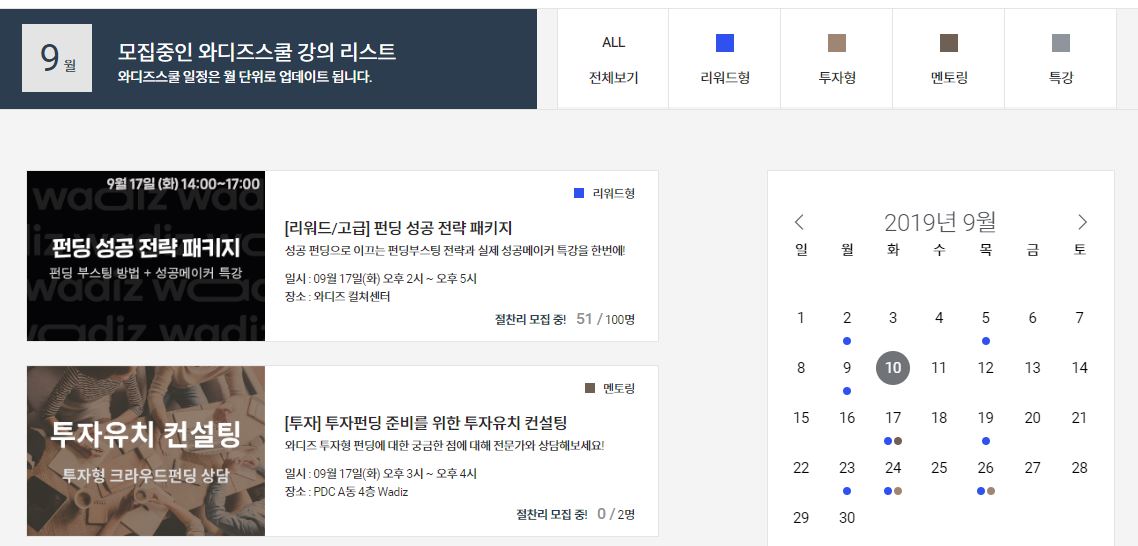 9월
모집중인 와디즈스쿨 강의 리스트
와디즈스쿨 일정은 월 단위로 업데이트 됩니다.
ALL
전체보기
리워드형
투자형
멘토링
특강
9월 17일 (화) 14:00~17:00
펀딩 성공 전략 패키지
펀딩 부스팅 방법 + 성공메이커 특강
wadiz wadiz
리워드형
[리워드/고급] 펀딩 성공 전략 패키지
성공 펀딩으로 이끄는 펀딩부스팅 전략과 실제 성공메이커 특강을 한번에!
일시 : 09월 17일(화) 오후 2시 ~ 오후 5시
장소 : 와디즈 컬쳐센터
절찬리 모집 중! 51 / 100명
투자유치 컨설팅
투자형 크라우드펀딩 상담
멘토링
[투자] 투자펀딩 준비를 위한 투자유치 컨설팅
와디즈 투자형 펀딩에 대한 궁금한 점에 대해 전문가와 상담해보세요!
일시 : 09월 17일(화) 오후 3시 ~ 오후 4시
장소 : PDC A동 4층 Wadiz
절찬리 모집 중! 0 / 2명
2019년 9월
일 월 화 수 목 금 토
1 2 3 4 5 6 7
8 9 10 11 12 13 14
15 16 17 18 19 20 21
22 23 24 25 26 27 28
29 30